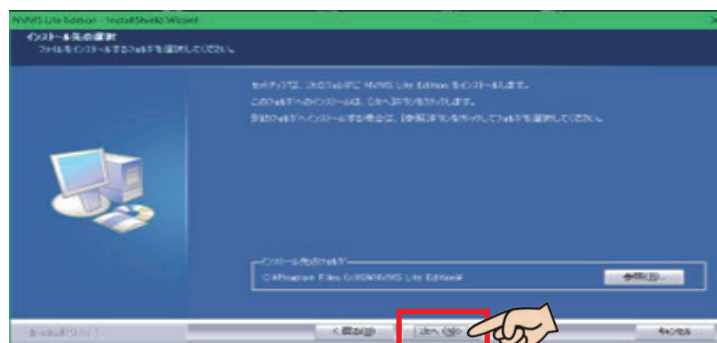 NVMS Lite Edition - InstallShield Wizard
インストール先の選択
ファイルをインストールするフォルダを選択してください。
セットアップは、次のフォルダに NVMS Lite Edition をインストールします。
このフォルダへのインストールは、[次へ]ボタンをクリックします。
別のフォルダへインストールする場合は、[参照]ボタンをクリックしてフォルダを選択してください。
インストール先のフォルダ
C:¥Program Files (x86)¥NVMS Lite Edition¥
参照(R)...
InstallShield
< 戻る(B)
次へ(N)>
キャンセル